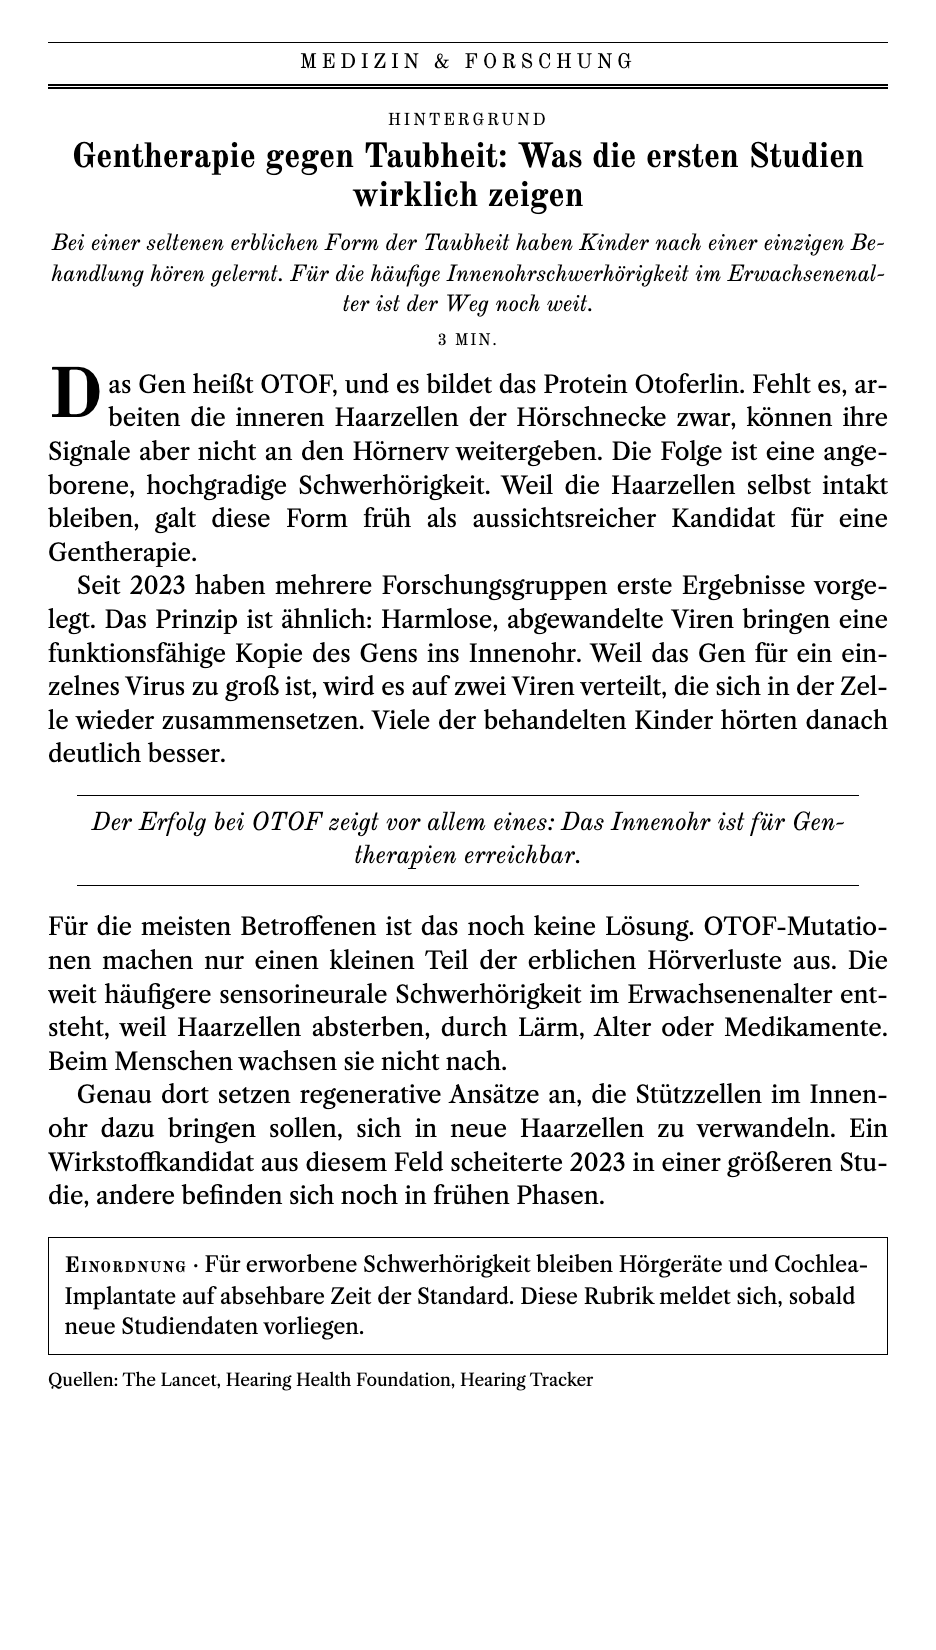 MEDIZIN & FORSCHUNG
HINTERGRUND
Gentherapie gegen Taubheit: Was die ersten Studien
wirklich zeigen
Bei einer seltenen erblichen Form der Taubheit haben Kinder nach einer einzigen Be-
handlung hören gelernt. Für die häufige Innenohrschwerhörigkeit im Erwachsenenal-
ter ist der Weg noch weit.
3 MIN.
Das Gen heißt OTOF, und es bildet das Protein Otoferlin. Fehlt es, ar-
beiten die inneren Haarzellen der Hörschnecke zwar, können ihre
Signale aber nicht an den Hörnerv weitergeben. Die Folge ist eine ange-
borene, hochgradige Schwerhörigkeit. Weil die Haarzellen selbst intakt
bleiben, galt diese Form früh als aussichtsreicher Kandidat für eine
Gentherapie.
Seit 2023 haben mehrere Forschungsgruppen erste Ergebnisse vorge-
legt. Das Prinzip ist ähnlich: Harmlose, abgewandelte Viren bringen eine
funktionsfähige Kopie des Gens ins Innenohr. Weil das Gen für ein ein-
zelnes Virus zu groß ist, wird es auf zwei Viren verteilt, die sich in der Zel-
le wieder zusammensetzen. Viele der behandelten Kinder hörten danach
deutlich besser.
Der Erfolg bei OTOF zeigt vor allem eines: Das Innenohr ist für Gen-
therapien erreichbar.
Für die meisten Betroffenen ist das noch keine Lösung. OTOF-Mutatio-
nen machen nur einen kleinen Teil der erblichen Hörverluste aus. Die
weit häufigere sensorineurale Schwerhörigkeit im Erwachsenenalter ent-
steht, weil Haarzellen absterben, durch Lärm, Alter oder Medikamente.
Beim Menschen wachsen sie nicht nach.
Genau dort setzen regenerative Ansätze an, die Stützzellen im Innen-
ohr dazu bringen sollen, sich in neue Haarzellen zu verwandeln. Ein
Wirkstoffkandidat aus diesem Feld scheiterte 2023 in einer größeren Stu-
die, andere befinden sich noch in frühen Phasen.
EINORDNUNG · Für erworbene Schwerhörigkeit bleiben Hörgeräte und Cochlea-
Implantate auf absehbare Zeit der Standard. Diese Rubrik meldet sich, sobald
neue Studiendaten vorliegen.
Quellen: The Lancet, Hearing Health Foundation, Hearing Tracker